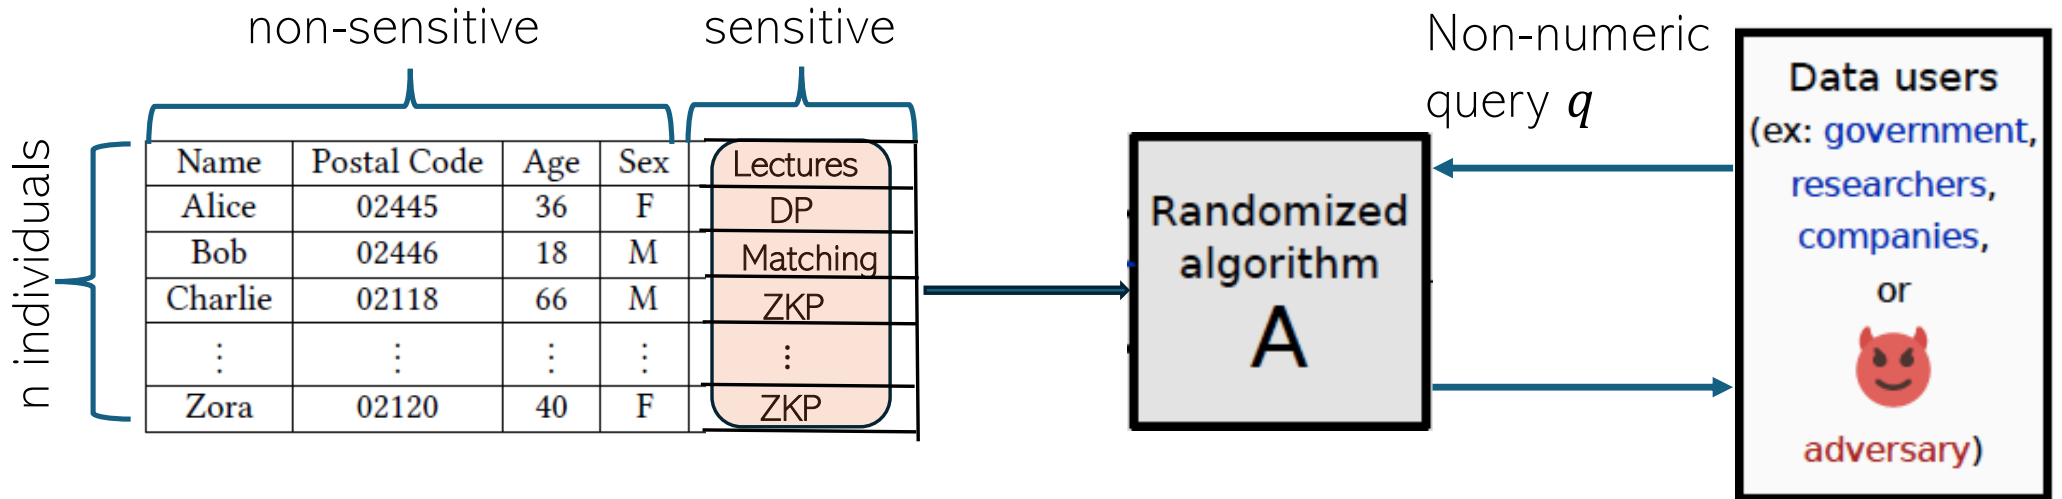 non-sensitive
sensitive
n individuals
Name Postal Code Age Sex Lectures
Alice 02445 36 F DP
Bob 02446 18 M Matching
Charlie 02118 66 M ZKP
⋮ ⋮ ⋮ ⋮ ⋮
Zora 02120 40 F ZKP
Randomized
algorithm
A
Non-numeric
query q
Data users
(ex: government,
researchers,
companies,
or
adversary)